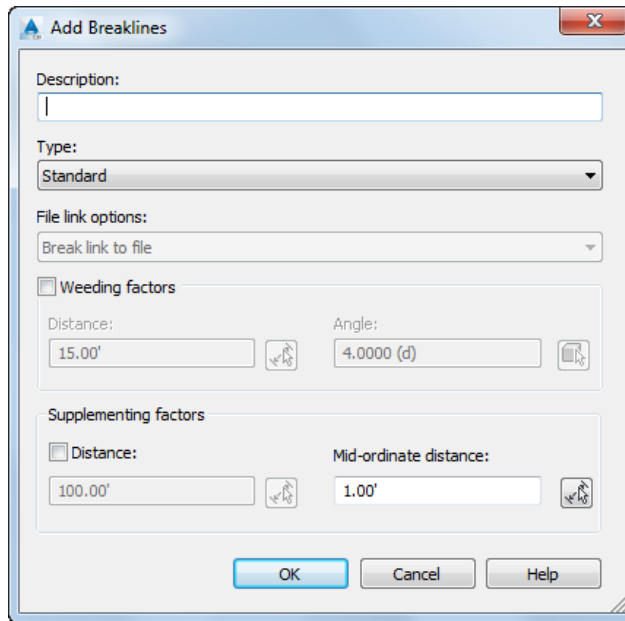 Add Breaklines
Description:
Type:
Standard
File link options:
Break link to file
Weeding factors
Distance: Angle:
15.00' 4.0000 (d)
Supplementing factors
Distance: Mid-ordinate distance:
100.00' 1.00'
OK Cancel Help